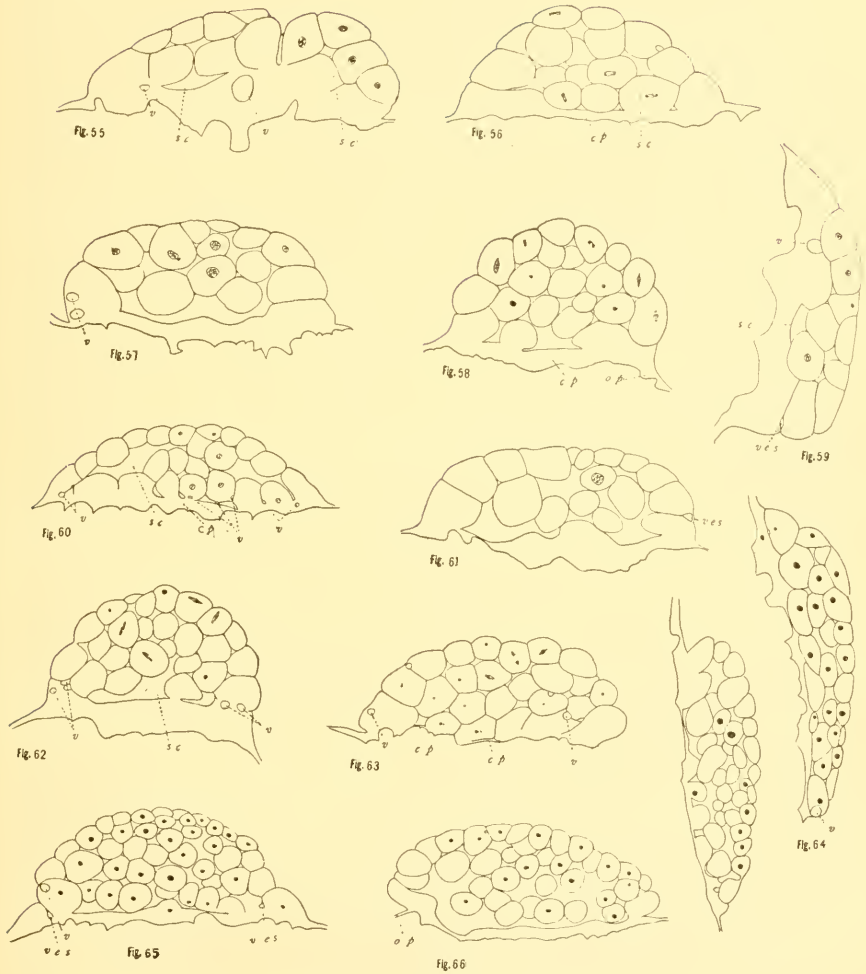 v
sc
v
sc
Fig. 55
cp
sc
Fig. 56
v
Fig. 57
cp
op
Fig. 58
v
sc
ves
Fig. 59
v
sc
cp
v
v
Fig. 60
ves
Fig. 61
v
sc
v
Fig. 62
v
cp
cp
v
Fig. 63
v
Fig. 64
v
ves
ves
Fig. 65
op
Fig. 66